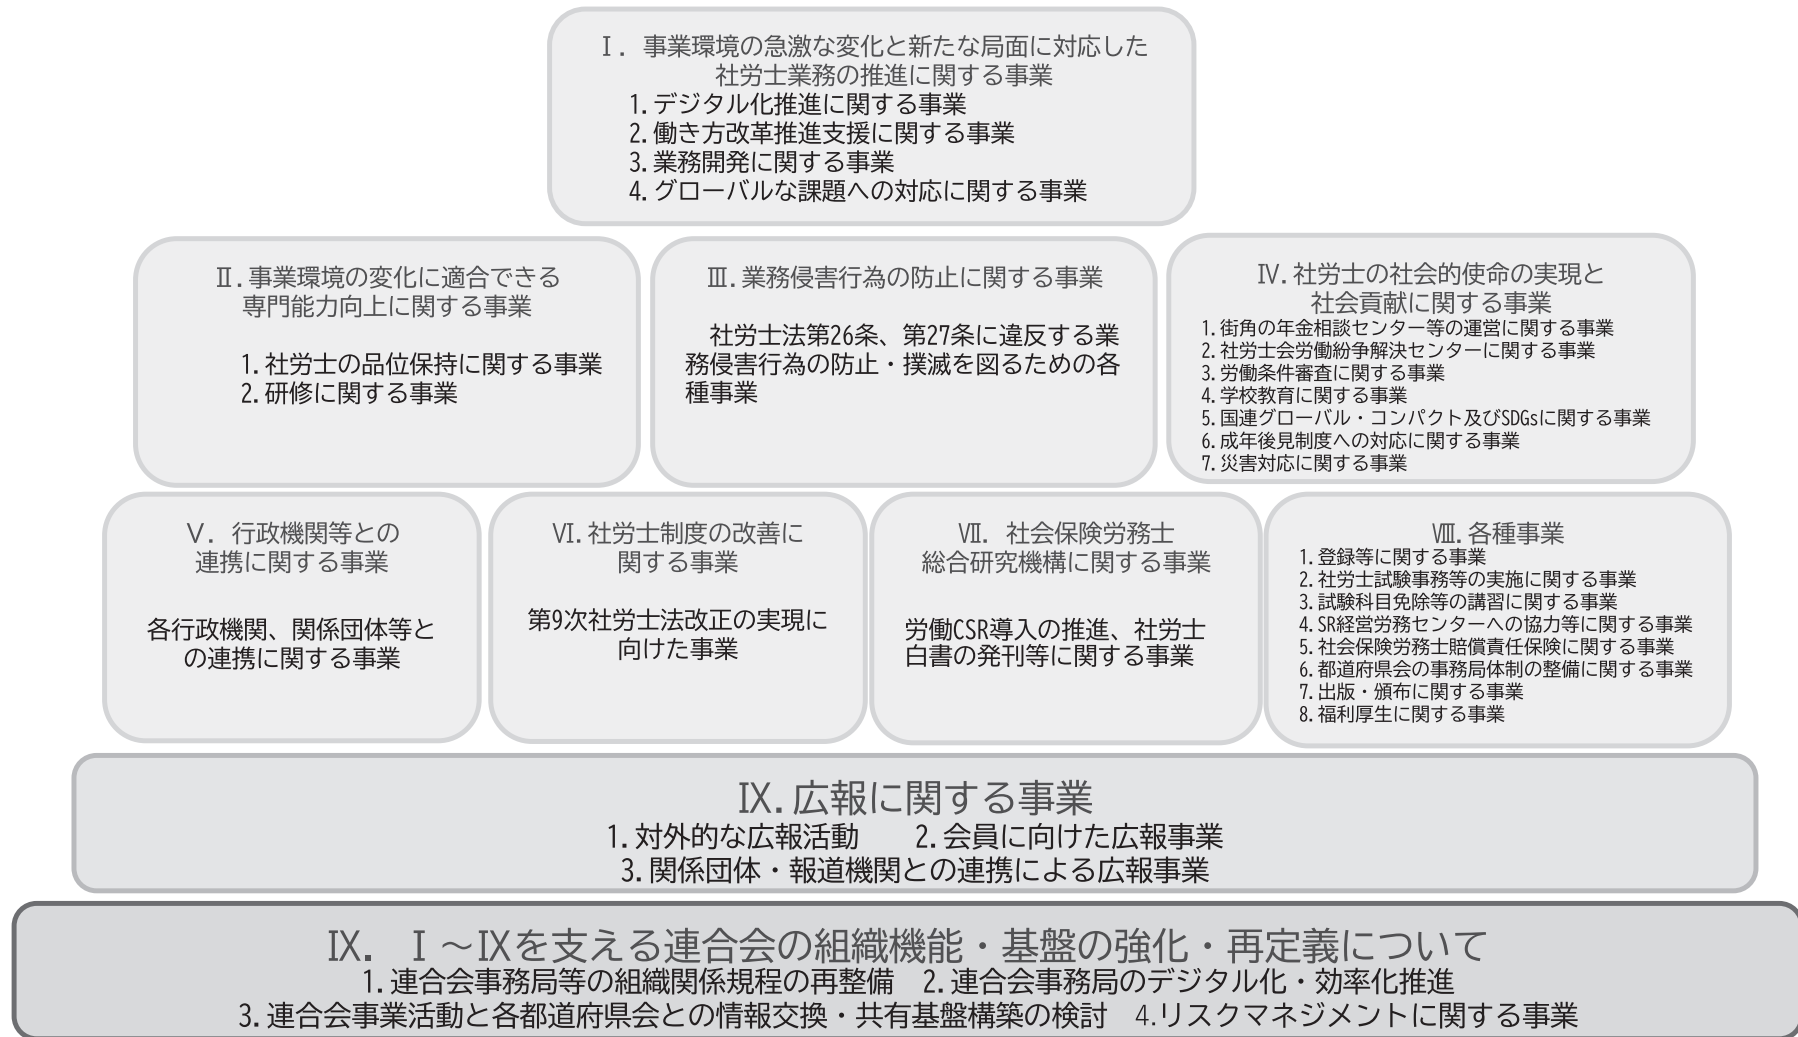 Ⅰ．事業環境の急激な変化と新たな局面に対応した
社労士業務の推進に関する事業
1.デジタル化推進に関する事業
2.働き方改革推進支援に関する事業
3.業務開発に関する事業
4.グローバルな課題への対応に関する事業
Ⅱ.事業環境の変化に適合できる
専門能力向上に関する事業
1.社労士の品位保持に関する事業
2.研修に関する事業
Ⅲ.業務侵害行為の防止に関する事業
社労士法第26条、第27条に違反する業
務侵害行為の防止・撲滅を図るための各
種事業
Ⅳ.社労士の社会的使命の実現と
社会貢献に関する事業
1.街角の年金相談センター等の運営に関する事業
2.社労士会労働紛争解決センターに関する事業
3.労働条件審査に関する事業
4.学校教育に関する事業
5.国連グローバル・コンパクト及びSDGsに関する事業
6.成年後見制度への対応に関する事業
7.災害対応に関する事業
Ⅴ．行政機関等との
連携に関する事業
各行政機関、関係団体等と
の連携に関する事業
Ⅵ.社労士制度の改善に
関する事業
第9次社労士法改正の実現に
向けた事業
Ⅶ．社会保険労務士
総合研究機構に関する事業
労働CSR導入の推進、社労士
白書の発刊等に関する事業
Ⅷ.各種事業
1.登録等に関する事業
2.社労士試験事務等の実施に関する事業
3.試験科目免除等の講習に関する事業
4.SR経営労務センターへの協力等に関する事業
5.社会保険労務士賠償責任保険に関する事業
6.都道府県会の事務局体制の整備に関する事業
7.出版・頒布に関する事業
8.福利厚生に関する事業
Ⅸ.広報に関する事業
1.対外的な広報活動　2.会員に向けた広報事業
3.関係団体・報道機関との連携による広報事業
Ⅸ.　Ⅰ～Ⅸを支える連合会の組織機能・基盤の強化・再定義について
1.連合会事務局等の組織関係規程の再整備　2.連合会事務局のデジタル化・効率化推進
3.連合会事業活動と各都道府県会との情報交換・共有基盤構築の検討　4.リスクマネジメントに関する事業